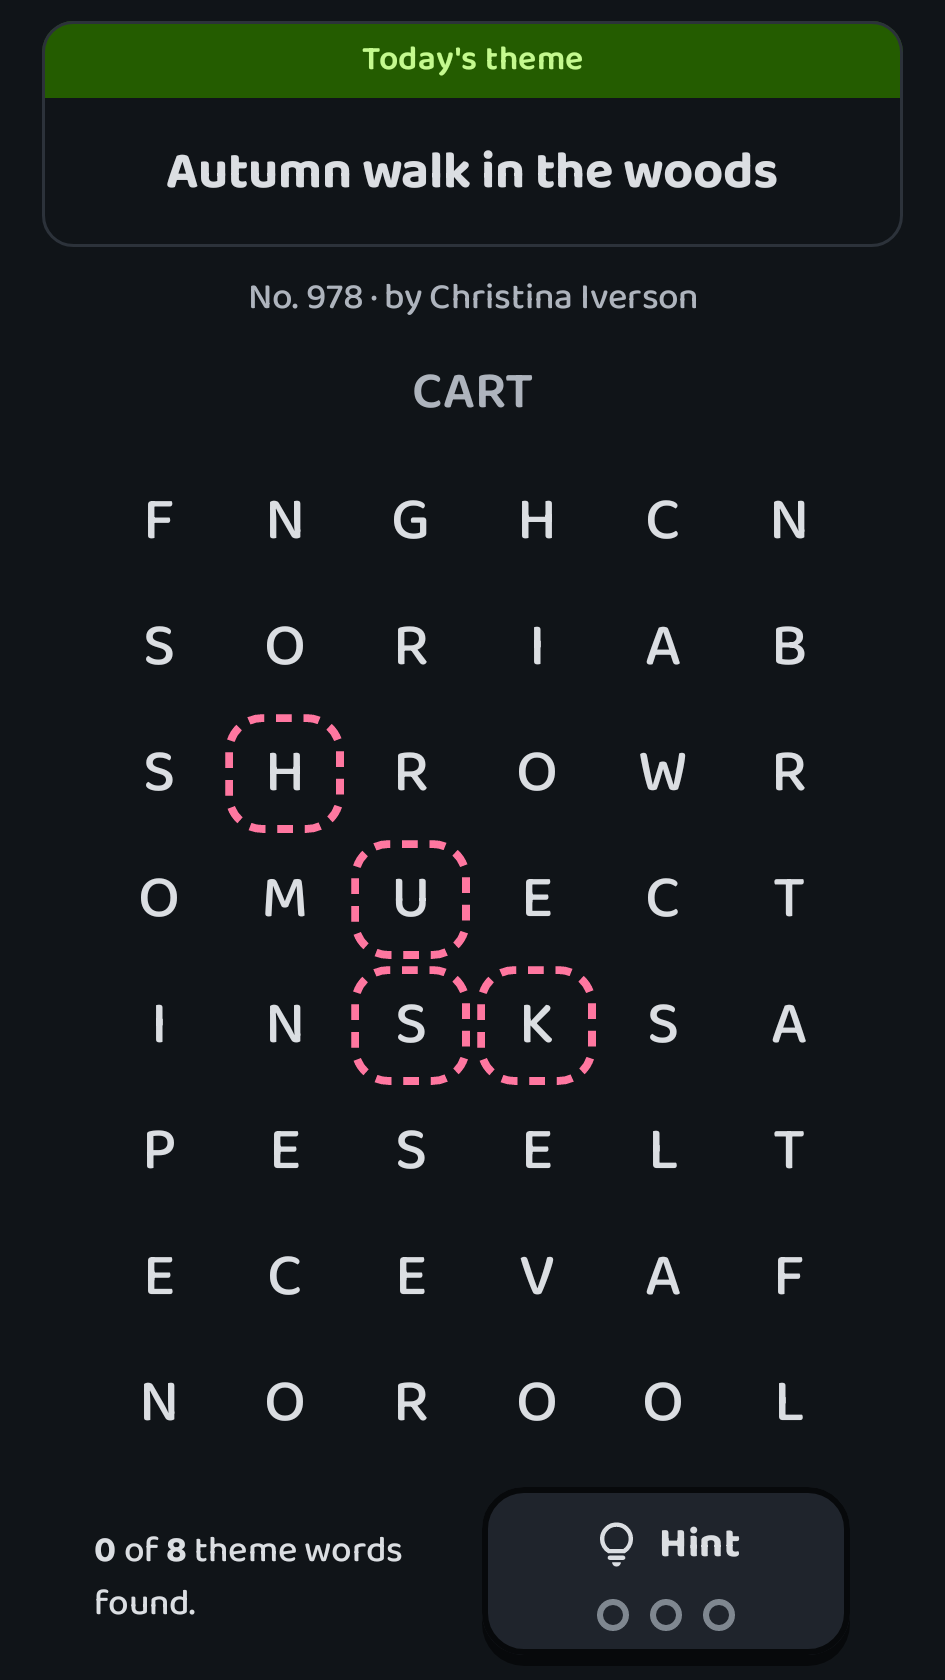 Today's theme
Autumn walk in the woods
No. 978 · by Christina Iverson
CART
F N G H C N
S O R I A B
S H R O W R
O M U E C T
I N S K S A
P E S E L T
E C E V A F
N O R O O L
0 of 8 theme words
found.
Hint